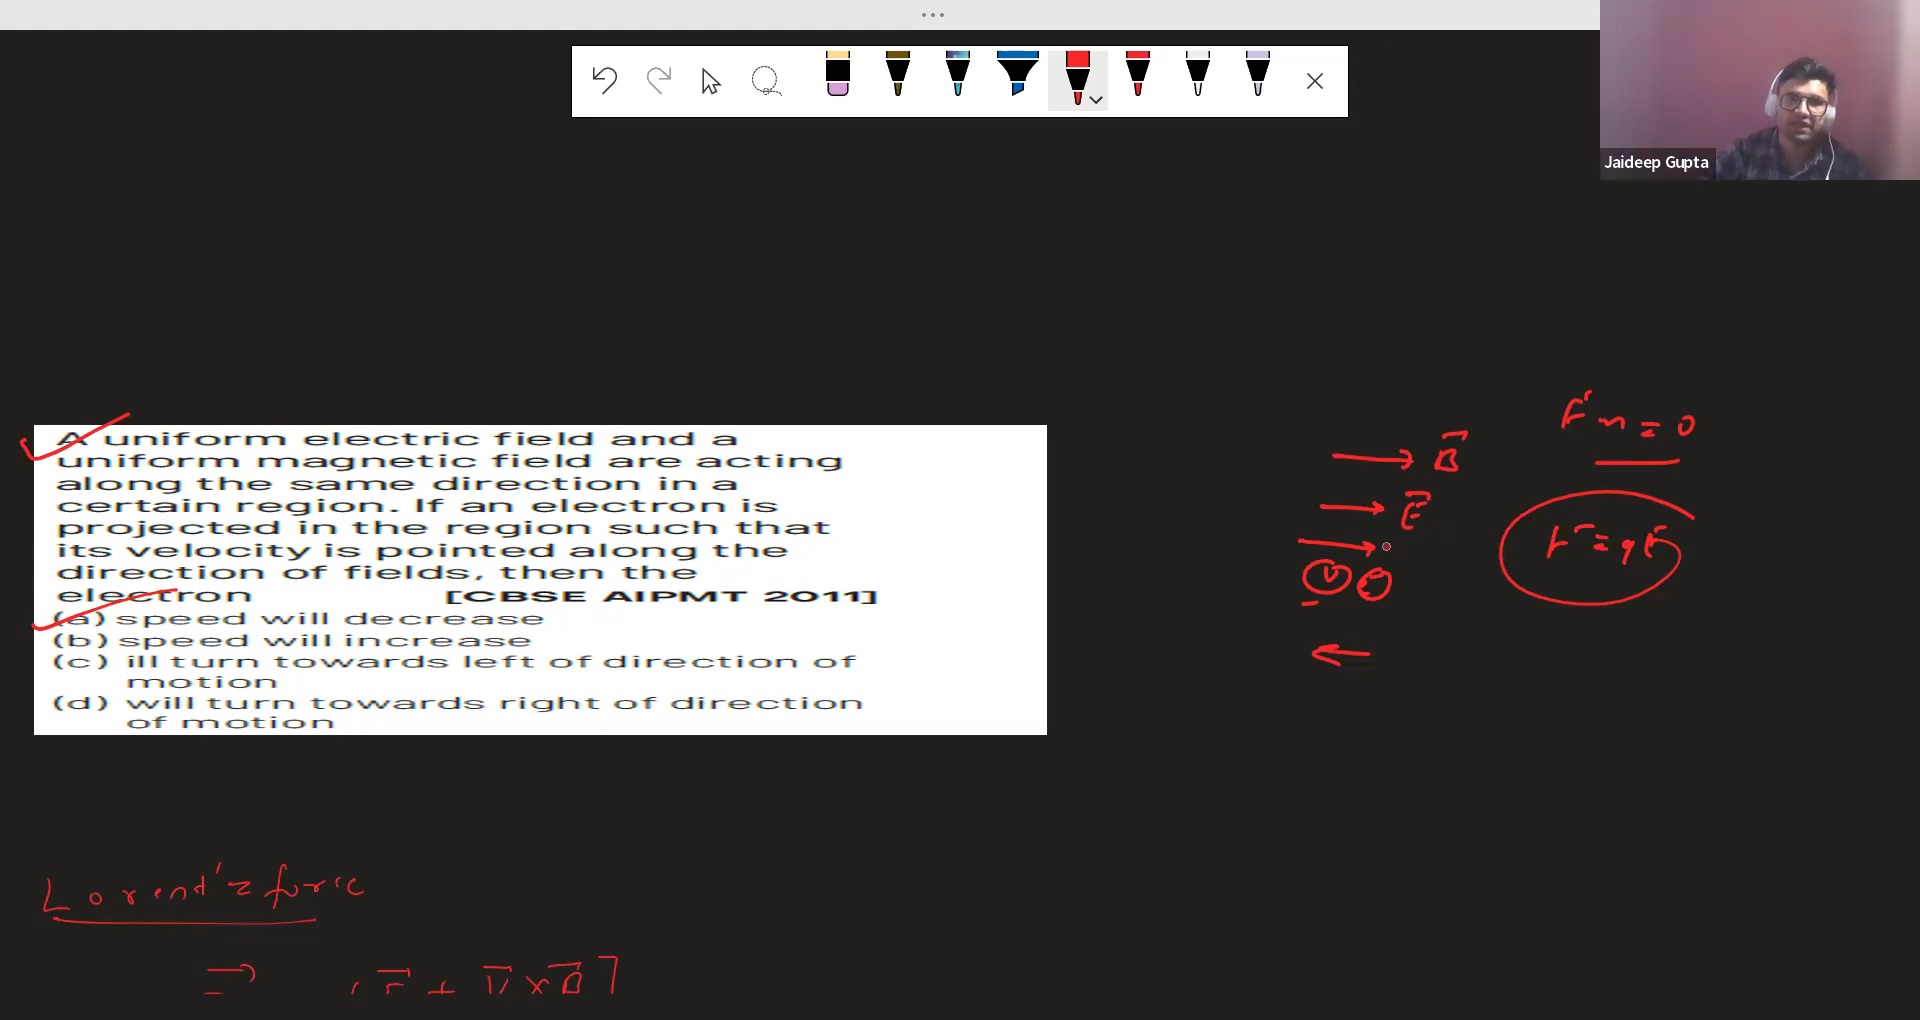 Jaideep Gupta
A uniform electric field and a
uniform magnetic field are acting
along the same direction in a
certain region. If an electron is
projected in the region such that
its velocity is pointed along the
direction of fields, then the
electron [CBSE AIPMT 2011]
(a) speed will decrease
(b) speed will increase
(c) ill turn towards left of direction of
motion
(d) will turn towards right of direction
of motion
B
E
V e
Fm = 0
F = qE
Lorent'z force
E + V × B ]